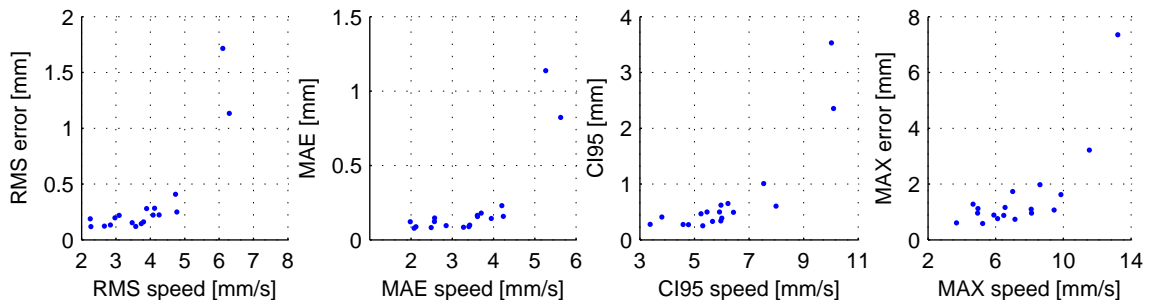 RMS error [mm]
2
1.5
1
0.5
0
2 3 4 5 6 7 8
RMS speed [mm/s]
MAE [mm]
1.5
1
0.5
0
2 3 4 5 6
MAE speed [mm/s]
CI95 [mm]
4
3
2
1
0
3 5 7 9 11
CI95 speed [mm/s]
MAX error [mm]
8
6
4
2
0
2 6 10 14
MAX speed [mm/s]